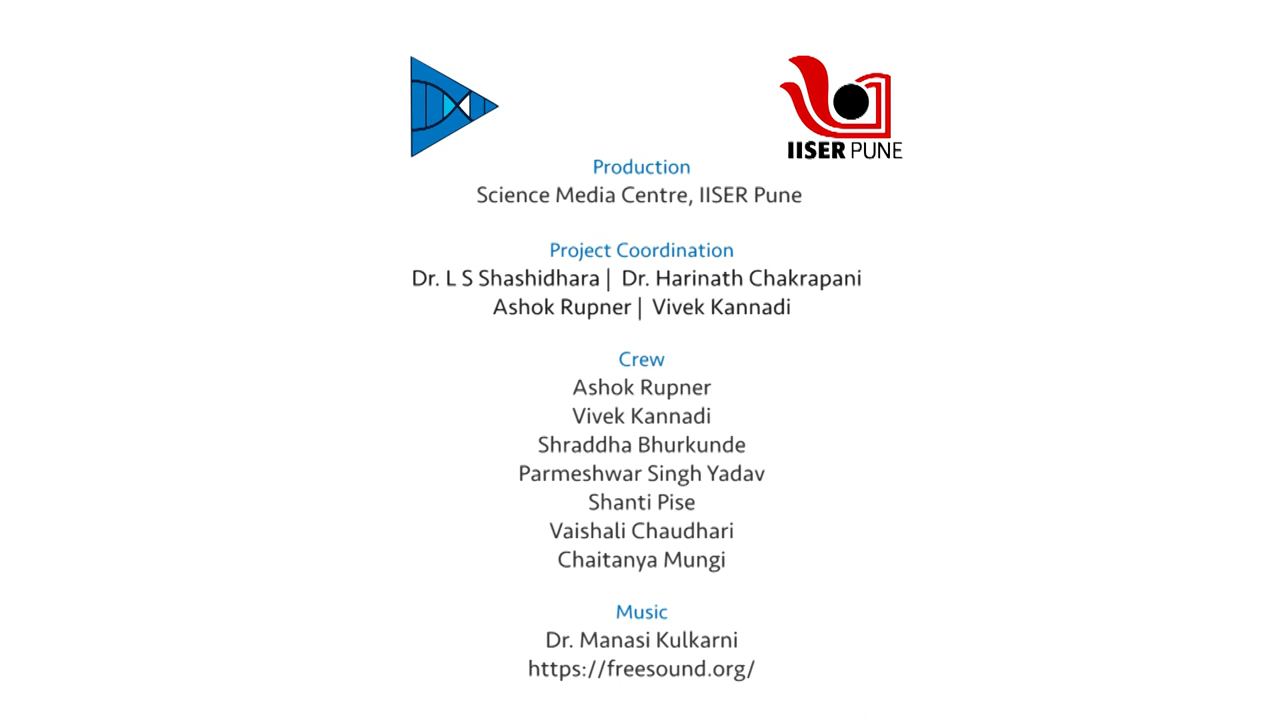 IISER PUNE
Production
Science Media Centre, IISER Pune
Project Coordination
Dr. L S Shashidhara | Dr. Harinath Chakrapani
Ashok Rupner | Vivek Kannadi
Crew
Ashok Rupner
Vivek Kannadi
Shraddha Bhurkunde
Parmeshwar Singh Yadav
Shanti Pise
Vaishali Chaudhari
Chaitanya Mungi
Music
Dr. Manasi Kulkarni
https://freesound.org/